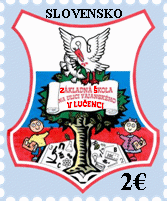 SLOVENSKO
ZÁKLADNÁ ŠKOLA
NA ULICI VAJANSKÉHO
V LUČENCI
2€